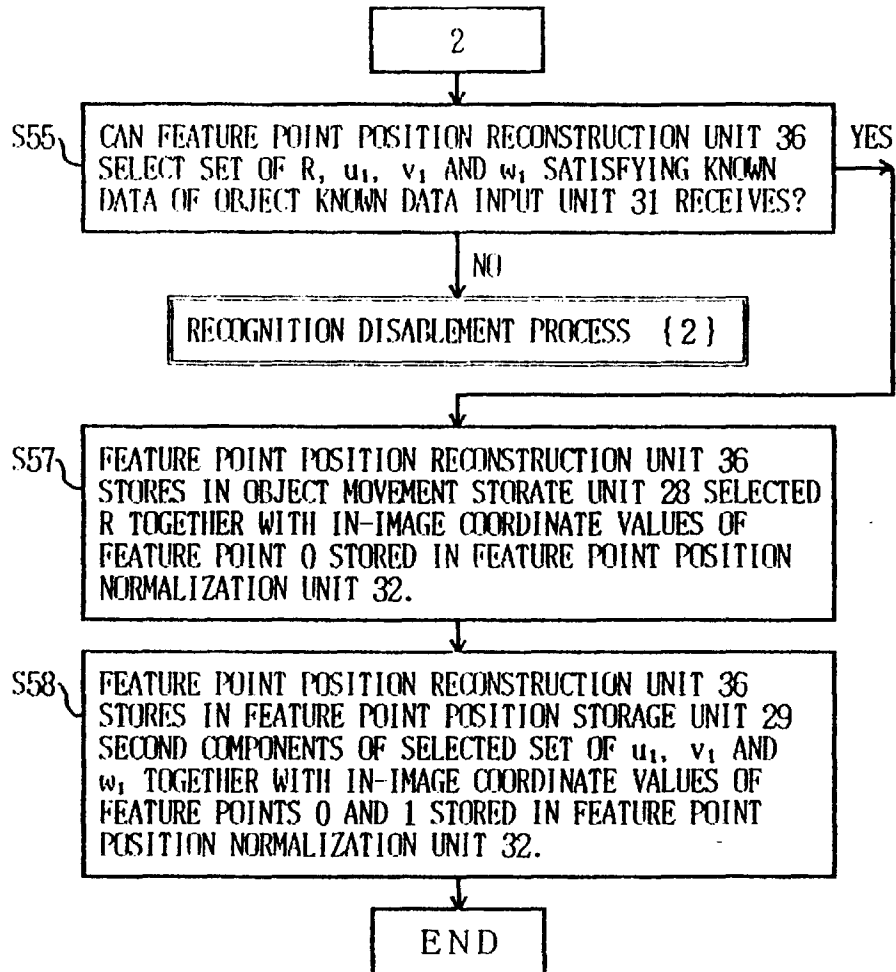 2
S55
CAN FEATURE POINT POSITION RECONSTRUCTION UNIT 36
SELECT SET OF R, u₁, v₁ AND w₁ SATISFYING KNOWN
DATA OF OBJECT KNOWN DATA INPUT UNIT 31 RECEIVES?
YES
NO
RECOGNITION DISABLEMENT PROCESS {2}
S57
FEATURE POINT POSITION RECONSTRUCTION UNIT 36
STORES IN OBJECT MOVEMENT STORATE UNIT 28 SELECTED
R TOGETHER WITH IN-IMAGE COORDINATE VALUES OF
FEATURE POINT 0 STORED IN FEATURE POINT POSITION
NORMALIZATION UNIT 32.
S58
FEATURE POINT POSITION RECONSTRUCTION UNIT 36
STORES IN FEATURE POINT POSITION STORAGE UNIT 29
SECOND COMPONENTS OF SELECTED SET OF u₁, v₁ AND
w₁ TOGETHER WITH IN-IMAGE COORDINATE VALUES OF
FEATURE POINTS 0 AND 1 STORED IN FEATURE POINT
POSITION NORMALIZATION UNIT 32.
END